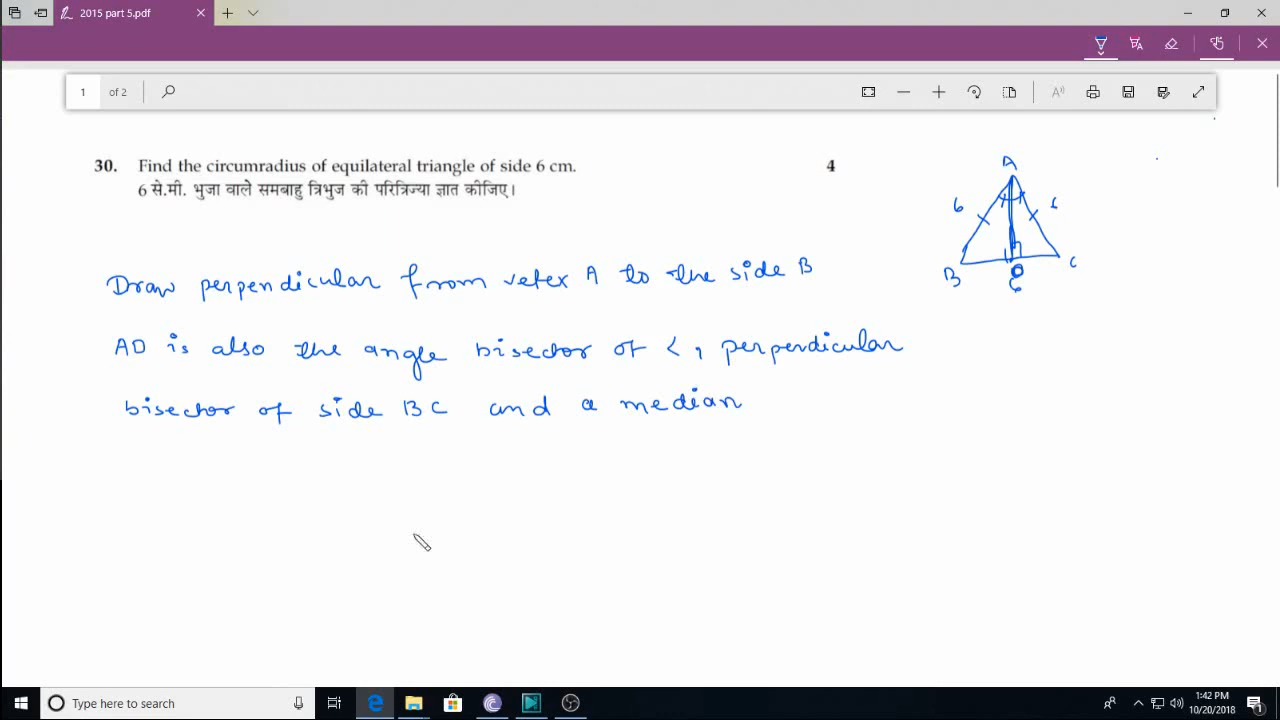 2015 part 5.pdf
1 of 2
30. Find the circumradius of equilateral triangle of side 6 cm. 4
6 से.मी. भुजा वाले समबाहु त्रिभुज की परित्रिज्या ज्ञात कीजिए।
A
6
B
C
Draw perpendicular from vetex A to the side B
AD is also the angle bisector of < , perpendicular
bisector of side BC and a median
Type here to search
1:42 PM
10/20/2018
1